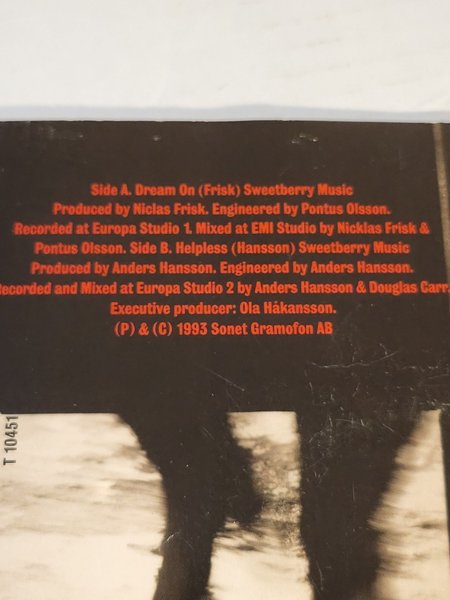 Side A. Dream On (Frisk) Sweetberry Music
Produced by Niclas Frisk. Engineered by Pontus Olsson.
Recorded at Europa Studio 1. Mixed at EMI Studio by Nicklas Frisk &
Pontus Olsson. Side B. Helpless (Hansson) Sweetberry Music
Produced by Anders Hansson. Engineered by Anders Hansson.
Recorded and Mixed at Europa Studio 2 by Anders Hansson & Douglas Carr.
Executive producer: Ola Håkansson.
(P) & (C) 1993 Sonet Gramofon AB
T 10451